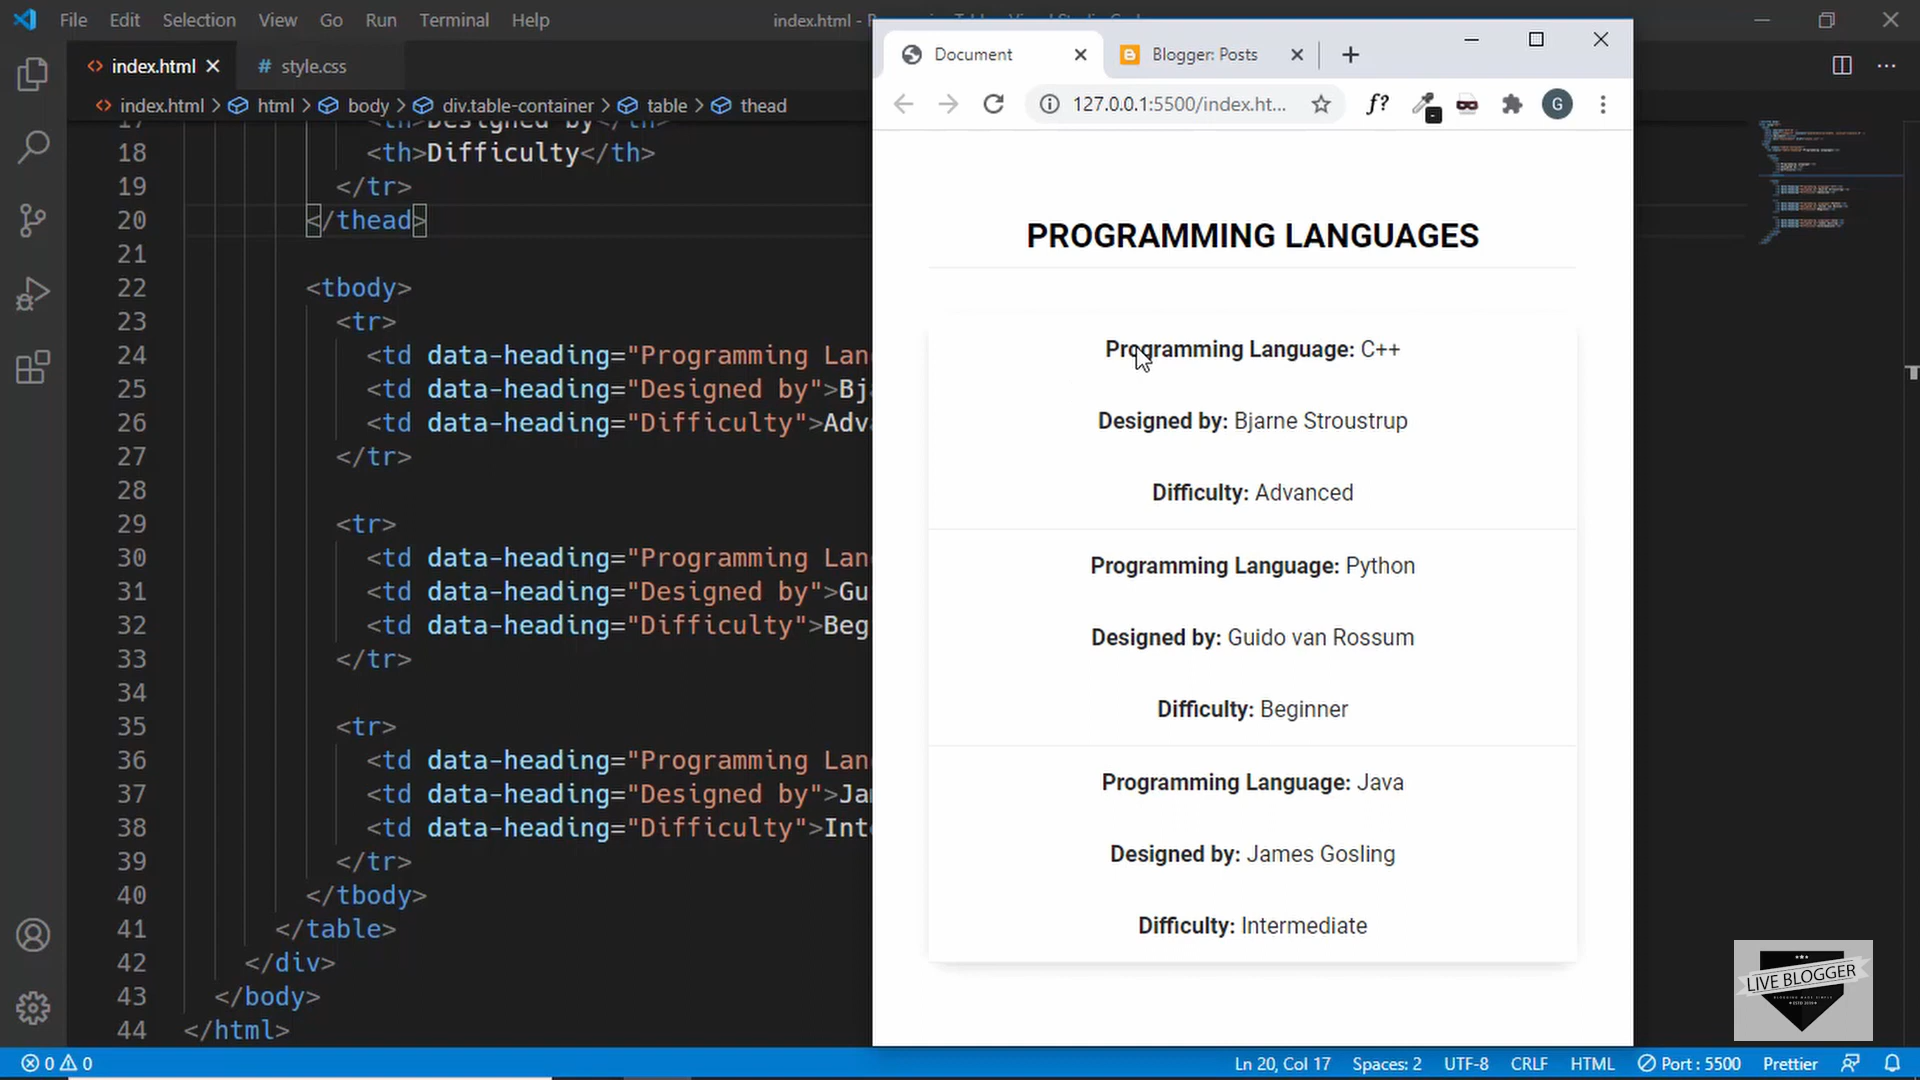 File Edit Selection View Go Run Terminal Help
index.html -
index.html
# style.css
index.html > html > body > div.table-container > table > thead
17 <th>Designed by</th>
18 <th>Difficulty</th>
19 </tr>
20 </thead>
21
22 <tbody>
23 <tr>
24 <td data-heading="Programming Lan
25 <td data-heading="Designed by">Bj
26 <td data-heading="Difficulty">Adv
27 </tr>
28
29 <tr>
30 <td data-heading="Programming Lan
31 <td data-heading="Designed by">Gu
32 <td data-heading="Difficulty">Beg
33 </tr>
34
35 <tr>
36 <td data-heading="Programming Lan
37 <td data-heading="Designed by">Ja
38 <td data-heading="Difficulty">Int
39 </tr>
40 </tbody>
41 </table>
42 </div>
43 </body>
44 </html>
Document
Blogger: Posts
127.0.0.1:5500/index.ht...
f?
G
PROGRAMMING LANGUAGES
Programming Language: C++
Designed by: Bjarne Stroustrup
Difficulty: Advanced
Programming Language: Python
Designed by: Guido van Rossum
Difficulty: Beginner
Programming Language: Java
Designed by: James Gosling
Difficulty: Intermediate
LIVE BLOGGER
0 0
Ln 20, Col 17 Spaces: 2 UTF-8 CRLF HTML Port : 5500 Prettier